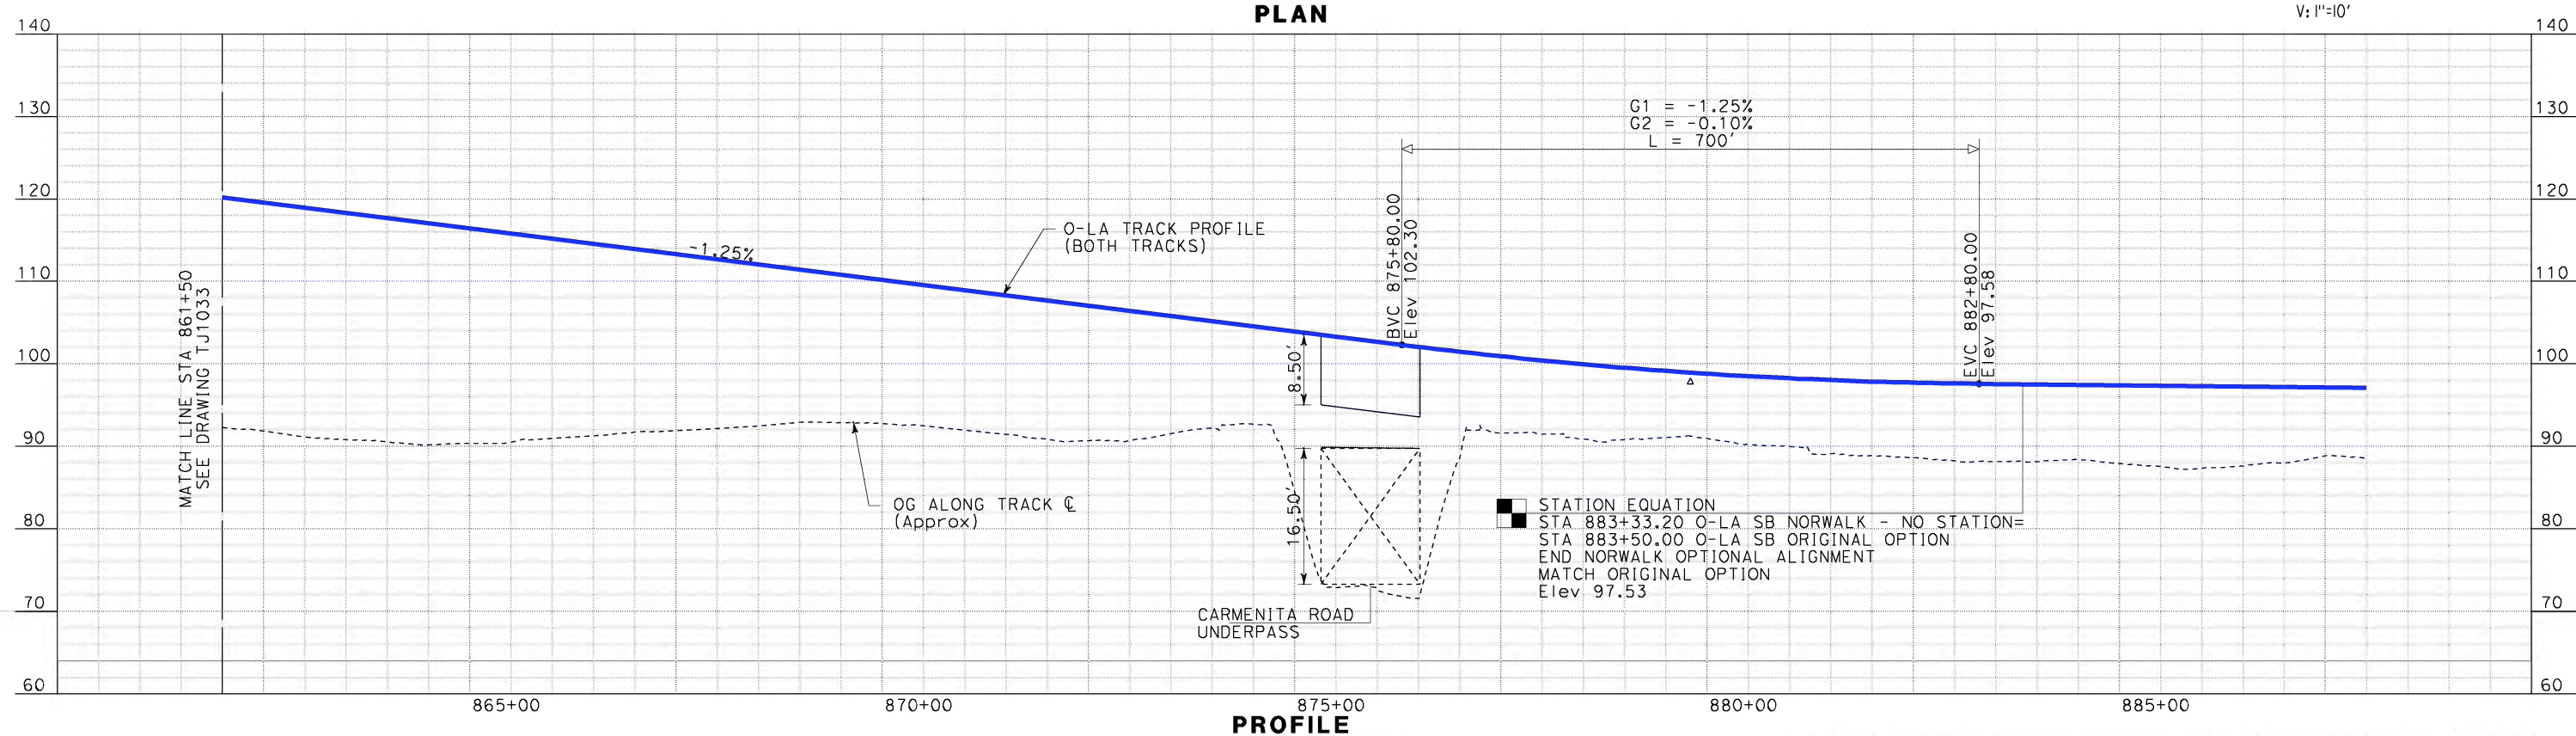 PLAN
V: 1"=10'
140
130
120
110
100
90
80
70
60
140
130
120
110
100
90
80
70
60
MATCH LINE STA 861+50
SEE DRAWING TJ1033
-1.25%
O-LA TRACK PROFILE
(BOTH TRACKS)
G1 = -1.25%
G2 = -0.10%
L = 700'
BVC 875+80.00
Elev 102.30
EVC 882+80.00
Elev 97.58
8.50'
16.50'
OG ALONG TRACK ℄
(Approx)
CARMENITA ROAD
UNDERPASS
STATION EQUATION
STA 883+33.20 O-LA SB NORWALK - NO STATION=
STA 883+50.00 O-LA SB ORIGINAL OPTION
END NORWALK OPTIONAL ALIGNMENT
MATCH ORIGINAL OPTION
Elev 97.53
865+00
870+00
875+00
880+00
885+00
PROFILE